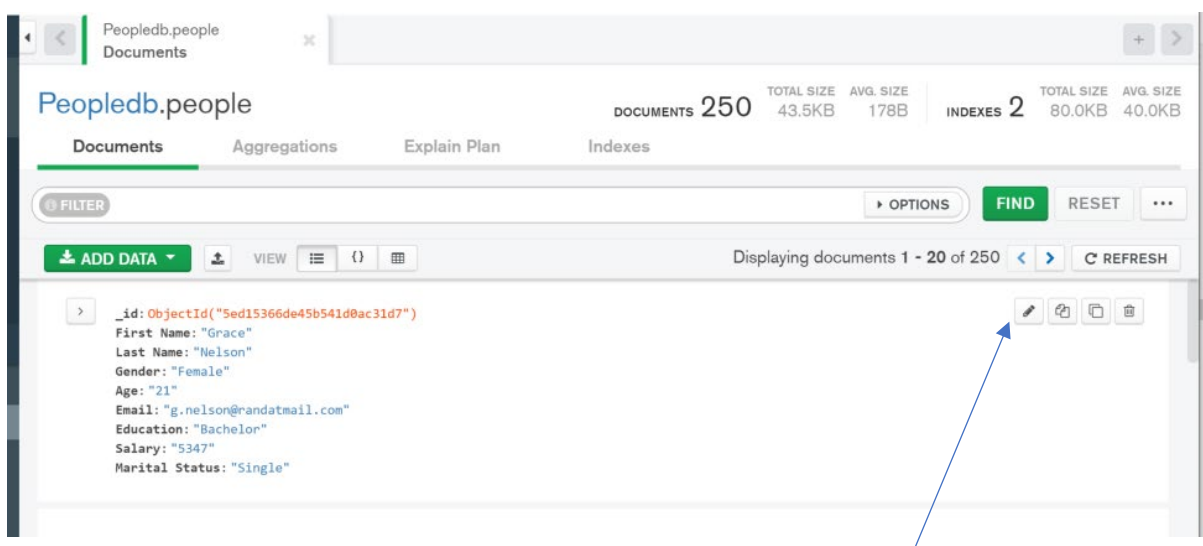 Peopledb.people
Documents
Peopledb.people
DOCUMENTS 250 TOTAL SIZE 43.5KB AVG. SIZE 178B INDEXES 2 TOTAL SIZE 80.0KB AVG. SIZE 40.0KB
Documents Aggregations Explain Plan Indexes
FILTER OPTIONS FIND RESET ...
ADD DATA VIEW {} Displaying documents 1 - 20 of 250 < > REFRESH
_id: ObjectId("5ed15366de45b541d0ac31d7")
First Name: "Grace"
Last Name: "Nelson"
Gender: "Female"
Age: "21"
Email: "g.nelson@randatmail.com"
Education: "Bachelor"
Salary: "5347"
Marital Status: "Single"